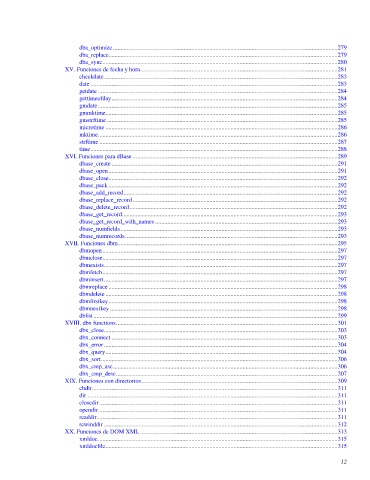 dba_optimize 279
dba_replace 279
dba_sync 280
XV. Funciones de fecha y hora 281
checkdate 283
date 283
getdate 284
gettimeofday 284
gmdate 285
gmmktime 285
gmstrftime 285
microtime 286
mktime 286
strftime 287
time 288
XVI. Funciones para dBase 289
dbase_create 291
dbase_open 291
dbase_close 292
dbase_pack 292
dbase_add_record 292
dbase_replace_record 292
dbase_delete_record 292
dbase_get_record 293
dbase_get_record_with_names 293
dbase_numfields 293
dbase_numrecords 293
XVII. Funciones dbm 295
dbmopen 297
dbmclose 297
dbmexists 297
dbmfetch 297
dbminsert 297
dbmreplace 298
dbmdelete 298
dbmfirstkey 298
dbmnextkey 298
dblist 299
XVIII. dbx functions 301
dbx_close 303
dbx_connect 303
dbx_error 304
dbx_query 304
dbx_sort 306
dbx_cmp_asc 306
dbx_cmp_desc 307
XIX. Funciones con directorios 309
chdir 311
dir 311
closedir 311
opendir 311
readdir 311
rewinddir 312
XX. Funciones de DOM XML 313
xmldoc 315
xmldocfile 315
12